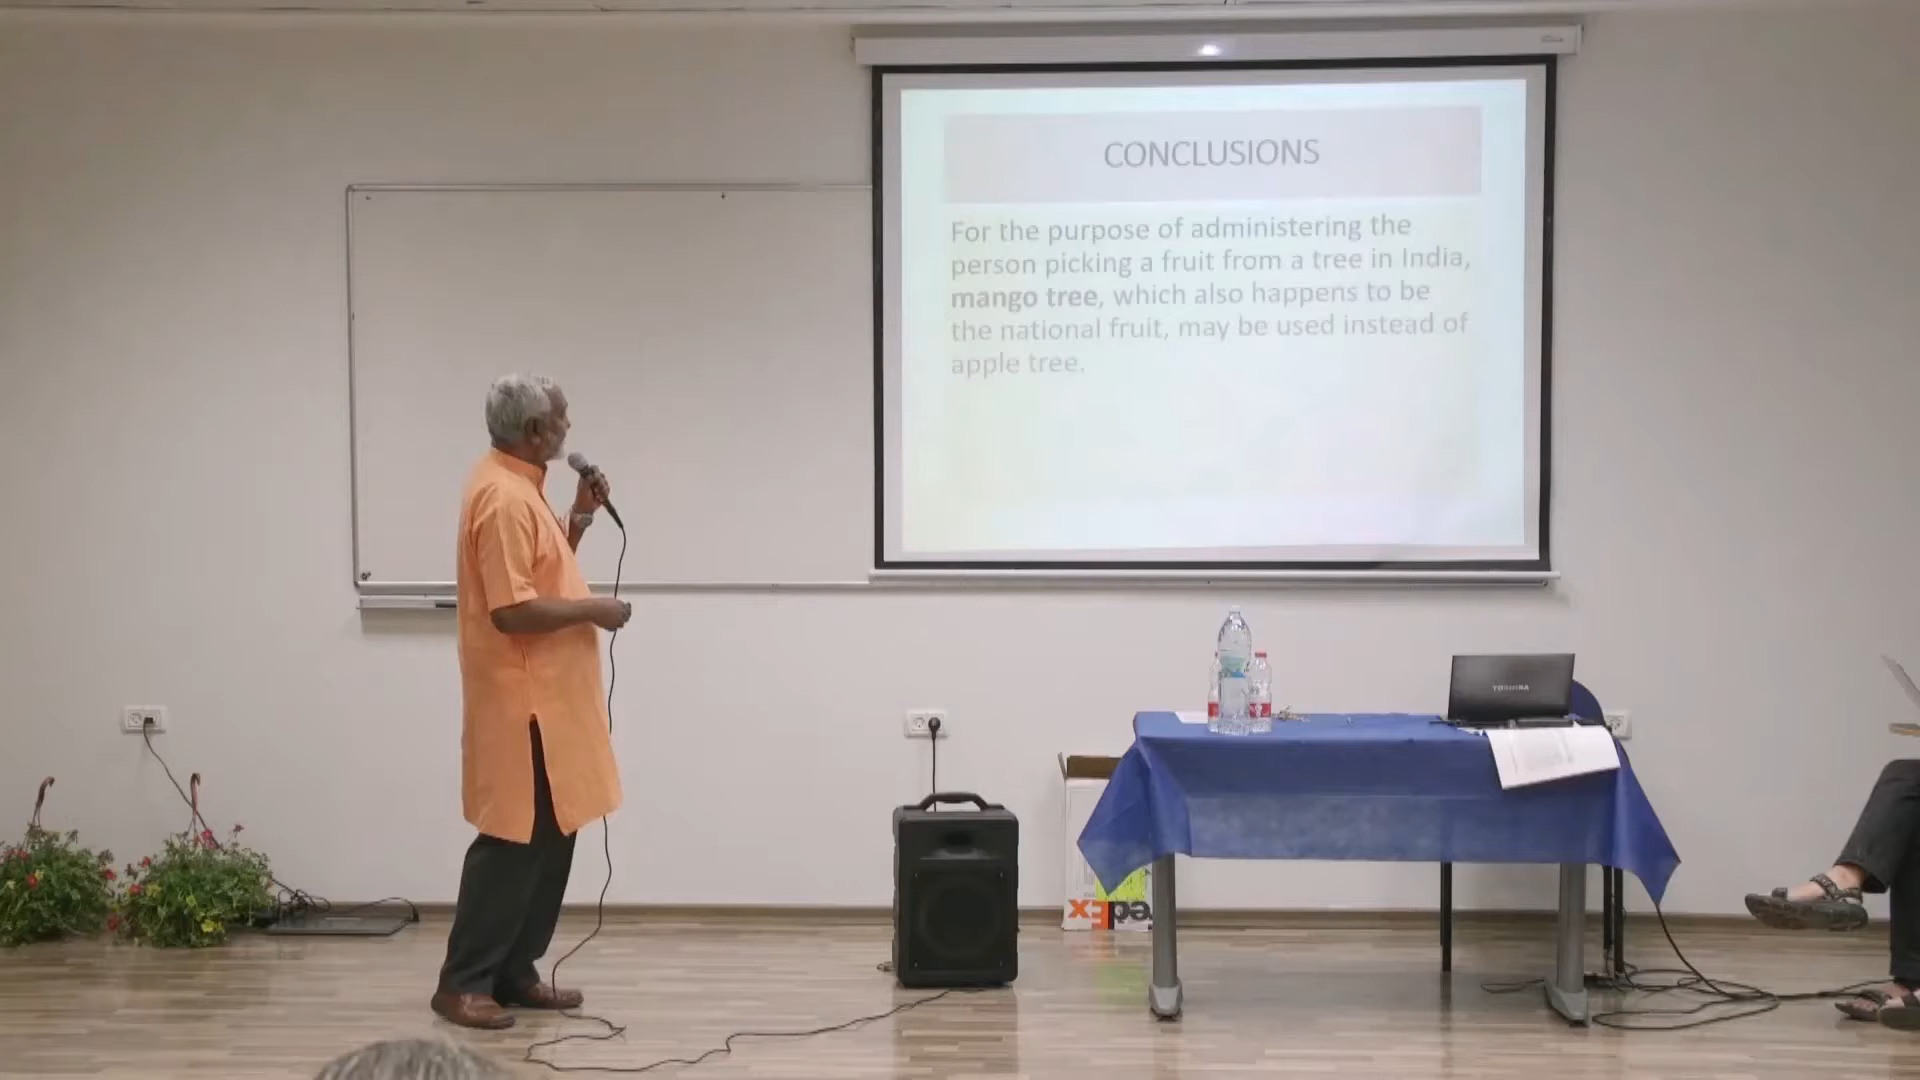 CONCLUSIONS
For the purpose of administering the
person picking a fruit from a tree in India,
mango tree, which also happens to be
the national fruit, may be used instead of
apple tree.
TOSHIBA
edEx